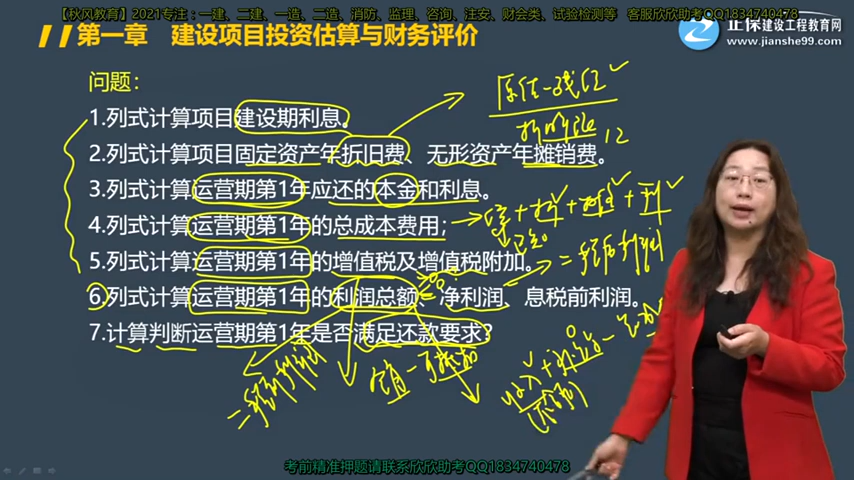 【秋风教育】2021专注：一建、二建、一造、二造、消防、监理、咨询、注安、财会类、试验检测等 客服欣欣助考QQ1834740478
第一章 建设项目投资估算与财务评价
正保建设工程教育网
www.jianshe99.com
问题：
1.列式计算项目建设期利息。
2.列式计算项目固定资产年折旧费、无形资产年摊销费。
3.列式计算运营期第1年应还的本金和利息。
4.列式计算运营期第1年的总成本费用；
5.列式计算运营期第1年的增值税及增值税附加。
6.列式计算运营期第1年的利润总额、净利润、息税前利润。
7.计算判断运营期第1年是否满足还款要求？
12
考前精准押题请联系欣欣助考QQ1834740478